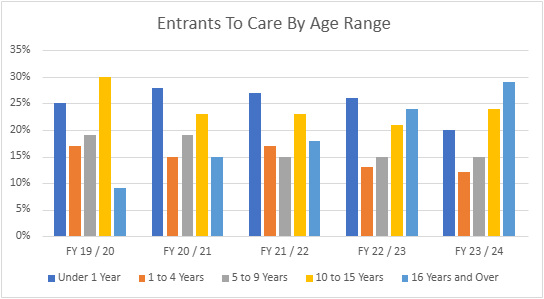 Entrants To Care By Age Range
35%
30%
25%
20%
15%
10%
5%
0%
FY 19 / 20 FY 20 / 21 FY 21 / 22 FY 22 / 23 FY 23 / 24
Under 1 Year 1 to 4 Years 5 to 9 Years 10 to 15 Years 16 Years and Over